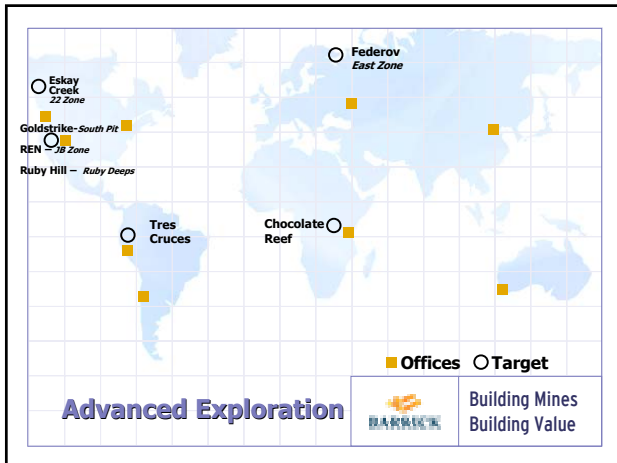 Federov
East Zone
Eskay
Creek
22 Zone
Goldstrike-South Pit
REN – JB Zone
Ruby Hill – Ruby Deeps
Tres
Cruces
Chocolate
Reef
Offices Target
Advanced Exploration
BARRICK
Building Mines
Building Value